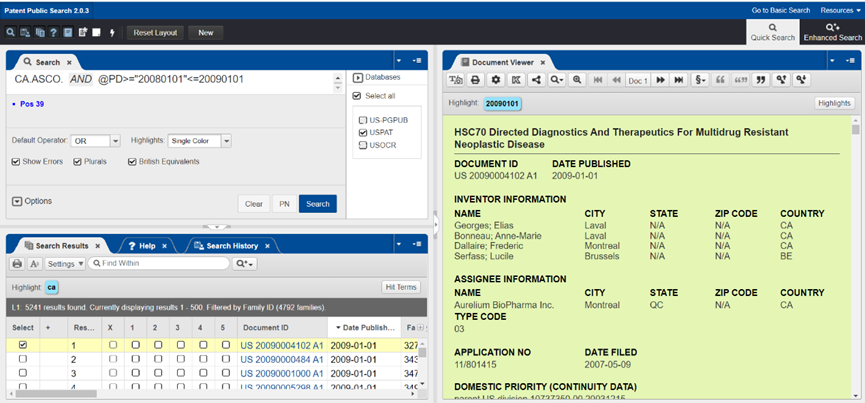 Patent Public Search 2.0.3
Go to Basic Search Resources
Reset Layout New
Quick Search
Enhanced Search
Search
CA.ASCO. AND @PD>="20080101"<=20090101
Pos 39
Default Operator: OR Highlights: Single Color
Show Errors Plurals British Equivalents
Options
Clear PN Search
Databases
Select all
US-PGPUB
USPAT
USOCR
Search Results Help Search History
Settings Find Within
Highlight: ca Hit Terms
L1: 5241 results found. Currently displaying results 1 - 500. Filtered by Family ID (4792 families).
Select + Res... X 1 2 3 4 5 Document ID Date Publish... Fa
1 US 20090004102 A1 2009-01-01 327
2 US 20090000484 A1 2009-01-01 343
3 US 20090001000 A1 2009-01-01 347
4 US 20090005298 A1 2009-01-01 349
Document Viewer
Doc 1
Highlight: 20090101 Highlights
HSC70 Directed Diagnostics And Therapeutics For Multidrug Resistant
Neoplastic Disease
DOCUMENT ID DATE PUBLISHED
US 20090004102 A1 2009-01-01
INVENTOR INFORMATION
NAME CITY STATE ZIP CODE COUNTRY
Georges; Elias Laval N/A N/A CA
Bonneau; Anne-Marie Laval N/A N/A CA
Dallaire; Frederic Montreal N/A N/A CA
Serfass; Lucile Brussels N/A N/A BE
ASSIGNEE INFORMATION
NAME CITY STATE ZIP CODE COUNTRY
Aurelium BioPharma Inc. Montreal QC N/A CA
TYPE CODE
03
APPLICATION NO DATE FILED
11/801415 2007-05-09
DOMESTIC PRIORITY (CONTINUITY DATA)
parent US division 10737350 00 20031215